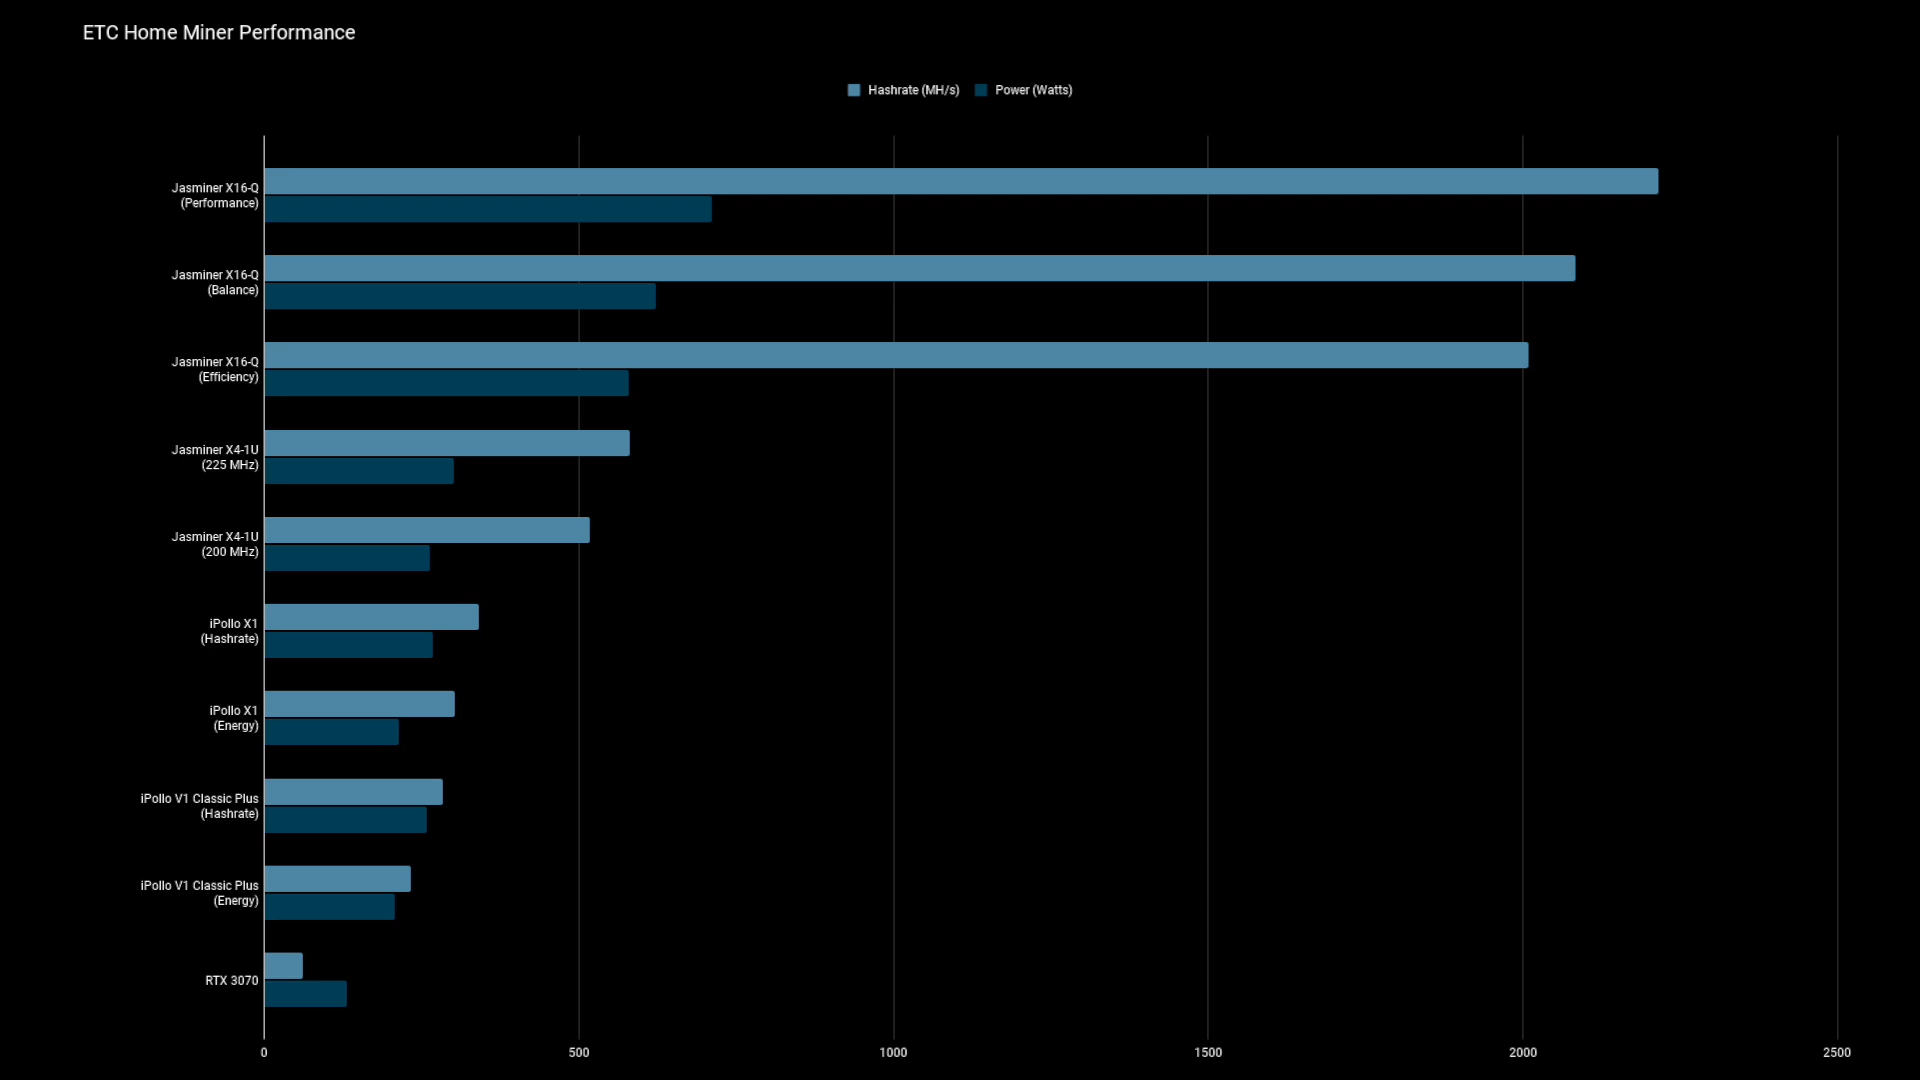 ETC Home Miner Performance
Hashrate (MH/s) Power (Watts)
Jasminer X16-Q
(Performance)
Jasminer X16-Q
(Balance)
Jasminer X16-Q
(Efficiency)
Jasminer X4-1U
(225 MHz)
Jasminer X4-1U
(200 MHz)
iPollo X1
(Hashrate)
iPollo X1
(Energy)
iPollo V1 Classic Plus
(Hashrate)
iPollo V1 Classic Plus
(Energy)
RTX 3070
0 500 1000 1500 2000 2500